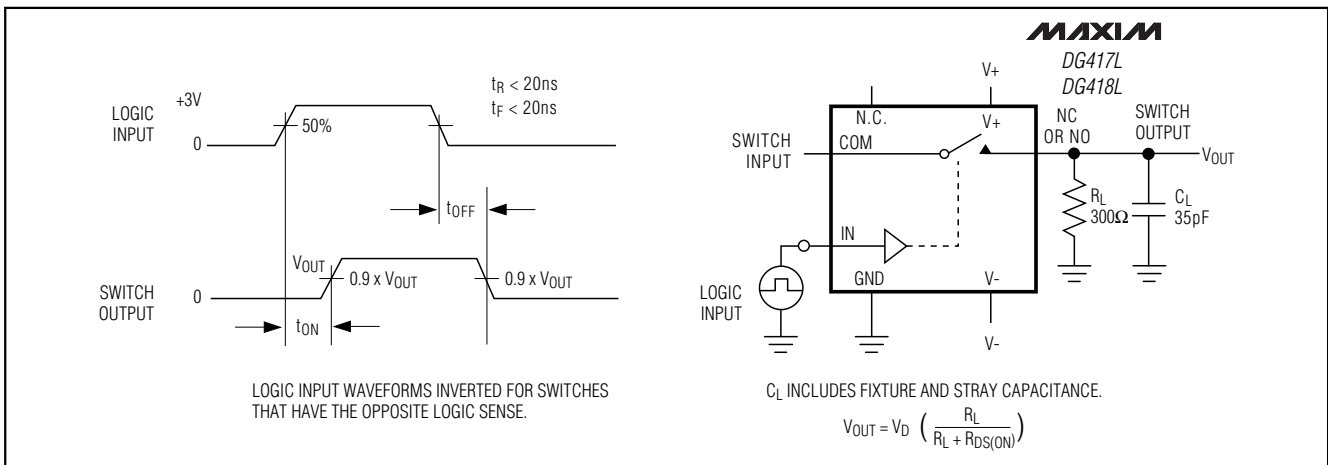 MAXIM
DG417L
DG418L
LOGIC
INPUT
+3V
0
50%
tR < 20ns
tF < 20ns
tOFF
SWITCH
OUTPUT
VOUT
0
0.9 x VOUT
0.9 x VOUT
tON
LOGIC INPUT WAVEFORMS INVERTED FOR SWITCHES
THAT HAVE THE OPPOSITE LOGIC SENSE.
V+
N.C.
V+
NC
OR NO
SWITCH
OUTPUT
SWITCH
INPUT
COM
VOUT
RL
300Ω
CL
35pF
IN
LOGIC
INPUT
GND
V-
V-
CL INCLUDES FIXTURE AND STRAY CAPACITANCE.
VOUT = VD ( RL / RL + RDS(ON) )